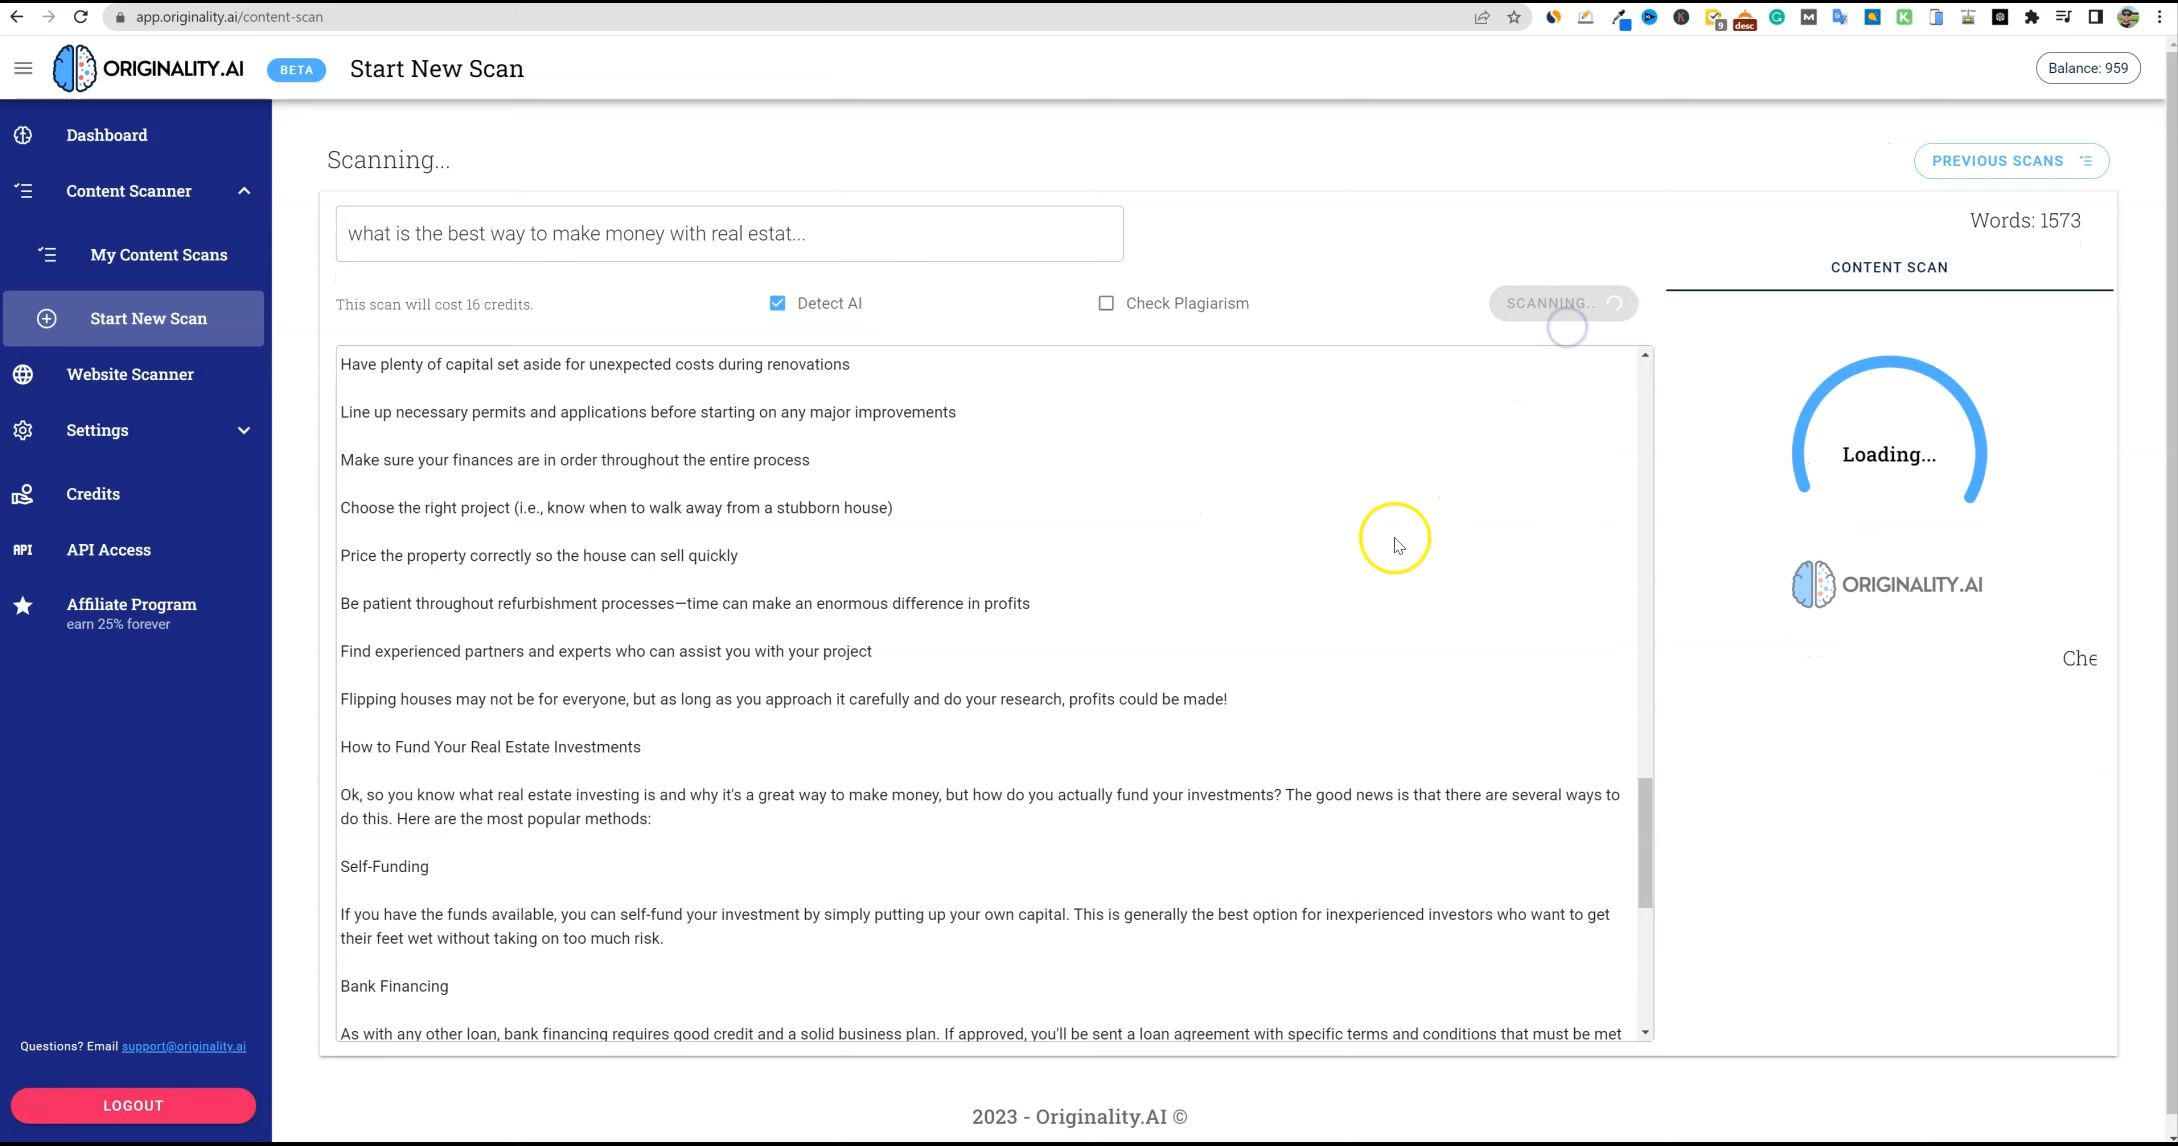 app.originality.ai/content-scan
9
desc
ORIGINALITY.AI
BETA
Start New Scan
Balance: 959
Dashboard
Content Scanner
My Content Scans
Start New Scan
Website Scanner
Settings
Credits
API
API Access
Affiliate Program
earn 25% forever
Questions? Email support@originality.ai
LOGOUT
Scanning...
PREVIOUS SCANS
what is the best way to make money with real estat...
Words: 1573
CONTENT SCAN
This scan will cost 16 credits.
Detect AI
Check Plagiarism
SCANNING..
Have plenty of capital set aside for unexpected costs during renovations
Line up necessary permits and applications before starting on any major improvements
Make sure your finances are in order throughout the entire process
Choose the right project (i.e., know when to walk away from a stubborn house)
Price the property correctly so the house can sell quickly
Be patient throughout refurbishment processes—time can make an enormous difference in profits
Find experienced partners and experts who can assist you with your project
Flipping houses may not be for everyone, but as long as you approach it carefully and do your research, profits could be made!
How to Fund Your Real Estate Investments
Ok, so you know what real estate investing is and why it's a great way to make money, but how do you actually fund your investments? The good news is that there are several ways to
do this. Here are the most popular methods:
Self-Funding
If you have the funds available, you can self-fund your investment by simply putting up your own capital. This is generally the best option for inexperienced investors who want to get
their feet wet without taking on too much risk.
Bank Financing
As with any other loan, bank financing requires good credit and a solid business plan. If approved, you'll be sent a loan agreement with specific terms and conditions that must be met
Loading...
ORIGINALITY.AI
Che
2023 - Originality.AI ©